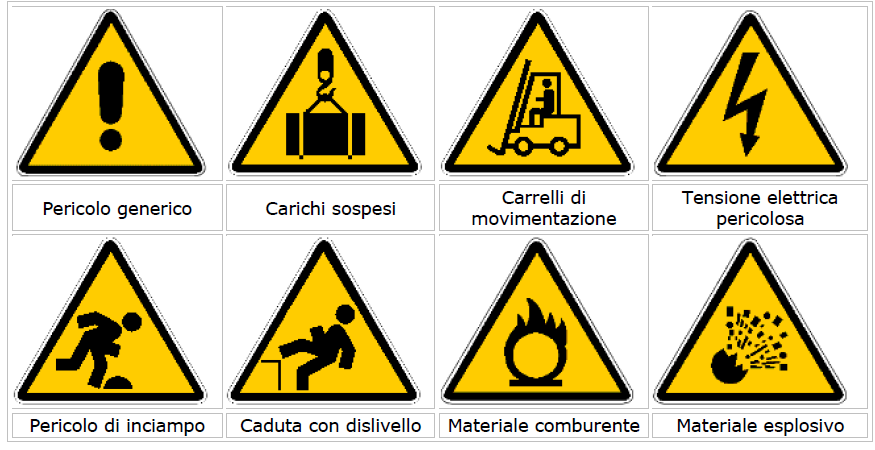 Pericolo generico
Carichi sospesi
Carrelli di
movimentazione
Tensione elettrica
pericolosa
Pericolo di inciampo
Caduta con dislivello
Materiale comburente
Materiale esplosivo